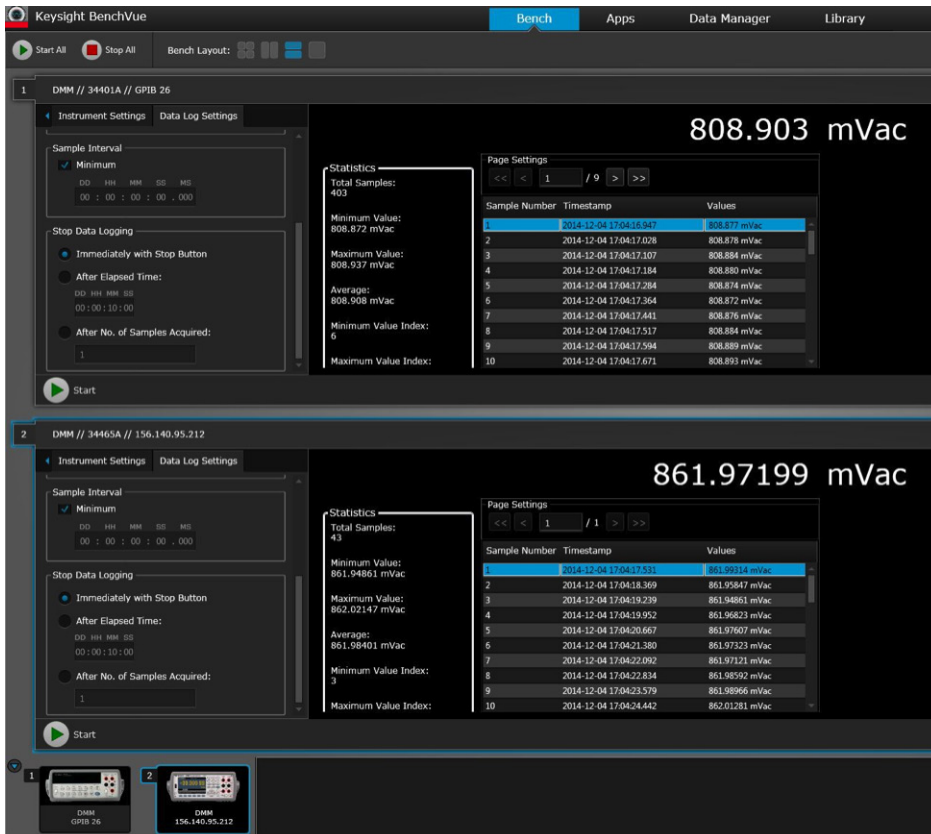 Keysight BenchVue
Bench Apps Data Manager Library
Start All Stop All Bench Layout:
1 DMM // 34401A // GPIB 26
Instrument Settings Data Log Settings
808.903 mVac
Sample Interval
Minimum
DD HH MM SS MS
00 : 00 : 00 : 00 . 000
Stop Data Logging
Immediately with Stop Button
After Elapsed Time:
DD HH MM SS
00:00:10:00
After No. of Samples Acquired:
1
Start
Statistics
Total Samples:
403
Minimum Value:
808.872 mVac
Maximum Value:
808.937 mVac
Average:
808.908 mVac
Minimum Value Index:
6
Maximum Value Index:
Page Settings
<< < 1 / 9 > >>
Sample Number Timestamp Values
1 2014-12-04 17:04:16.947 808.877 mVac
2 2014-12-04 17:04:17.028 808.878 mVac
3 2014-12-04 17:04:17.107 808.884 mVac
4 2014-12-04 17:04:17.184 808.880 mVac
5 2014-12-04 17:04:17.284 808.874 mVac
6 2014-12-04 17:04:17.364 808.872 mVac
7 2014-12-04 17:04:17.441 808.876 mVac
8 2014-12-04 17:04:17.517 808.884 mVac
9 2014-12-04 17:04:17.594 808.889 mVac
10 2014-12-04 17:04:17.671 808.893 mVac
2 DMM // 34465A // 156.140.95.212
Instrument Settings Data Log Settings
861.97199 mVac
Sample Interval
Minimum
DD HH MM SS MS
00 : 00 : 00 : 00 . 000
Stop Data Logging
Immediately with Stop Button
After Elapsed Time:
DD HH MM SS
00:00:10:00
After No. of Samples Acquired:
1
Start
Statistics
Total Samples:
43
Minimum Value:
861.94861 mVac
Maximum Value:
862.02147 mVac
Average:
861.98401 mVac
Minimum Value Index:
3
Maximum Value Index:
Page Settings
<< < 1 / 1 > >>
Sample Number Timestamp Values
1 2014-12-04 17:04:17.531 861.99314 mVac
2 2014-12-04 17:04:18.369 861.95847 mVac
3 2014-12-04 17:04:19.239 861.94861 mVac
4 2014-12-04 17:04:19.952 861.96823 mVac
5 2014-12-04 17:04:20.667 861.97607 mVac
6 2014-12-04 17:04:21.380 861.97323 mVac
7 2014-12-04 17:04:22.092 861.97121 mVac
8 2014-12-04 17:04:22.834 861.98592 mVac
9 2014-12-04 17:04:23.579 861.98966 mVac
10 2014-12-04 17:04:24.442 862.01281 mVac
1
DMM
GPIB 26
2
DMM
156.140.95.212